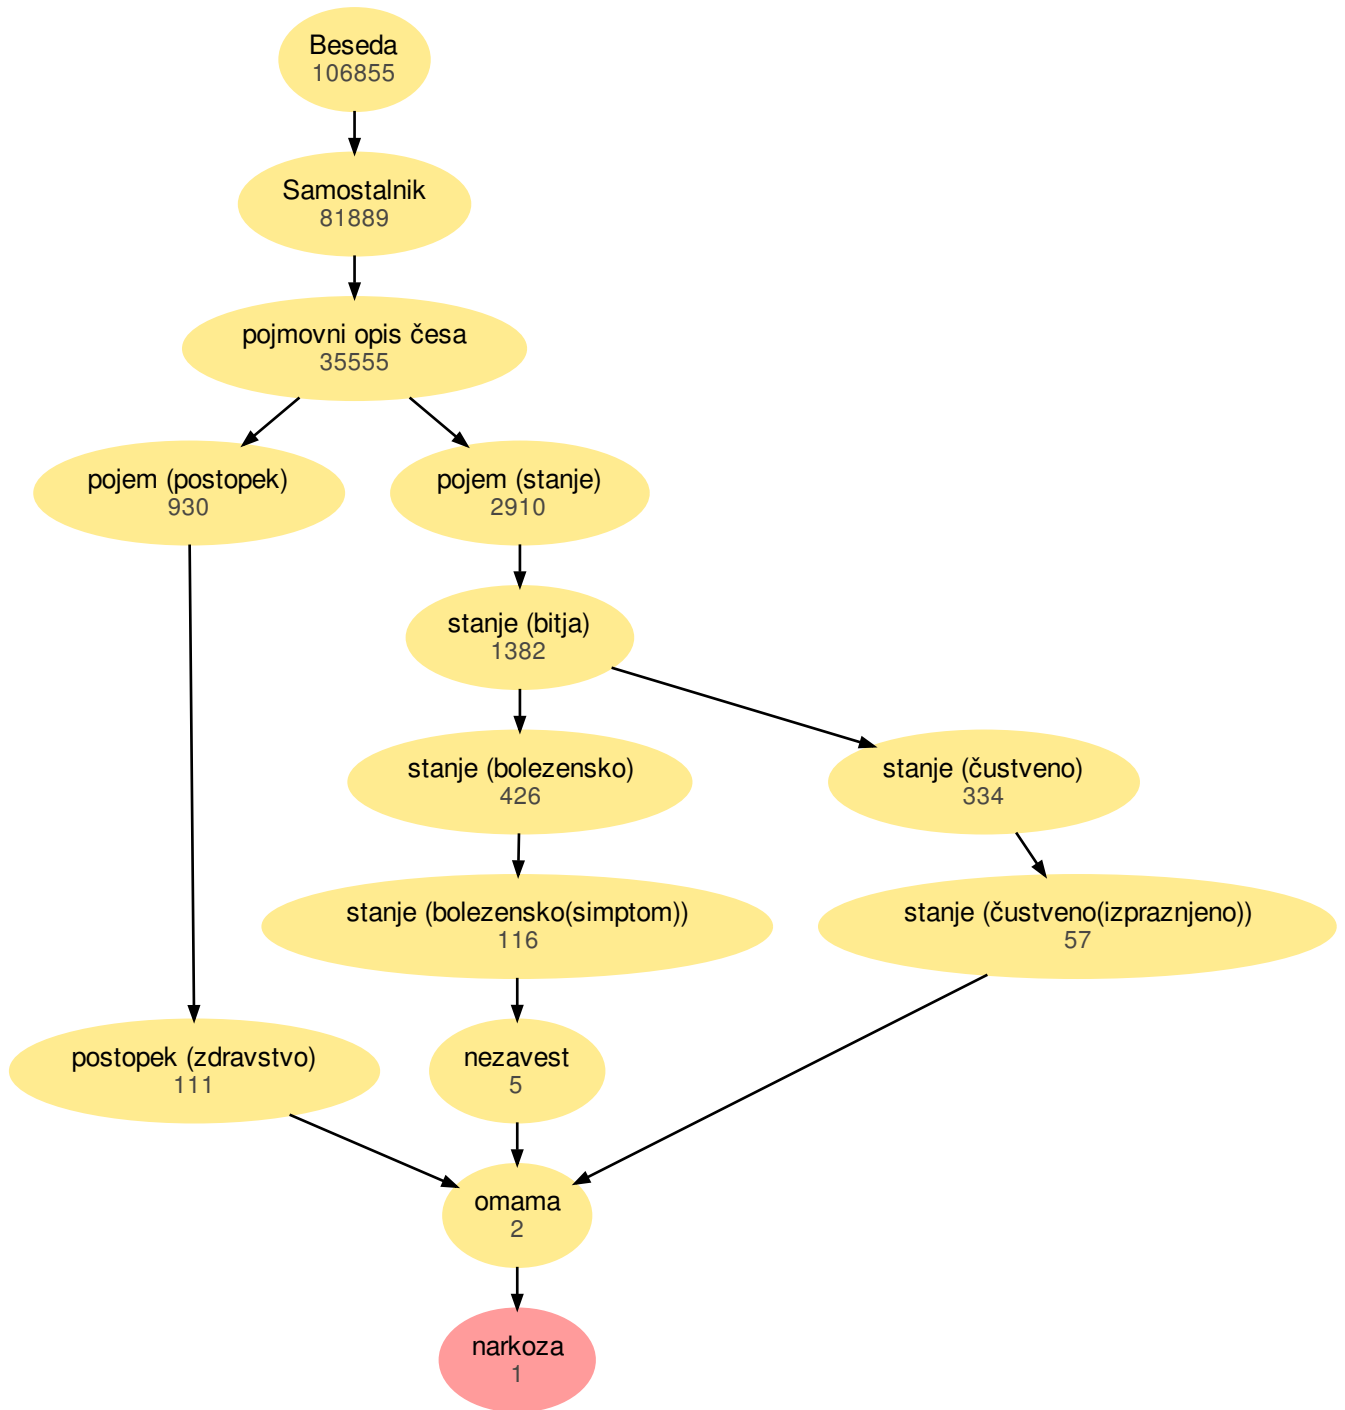 Beseda
106855
Samostalnik
81889
pojmovni opis česa
35555
pojem (postopek)
930
pojem (stanje)
2910
stanje (bitja)
1382
stanje (bolezensko)
426
stanje (čustveno)
334
stanje (bolezensko(simptom))
116
stanje (čustveno(izpraznjeno))
57
postopek (zdravstvo)
111
nezavest
5
omama
2
narkoza
1